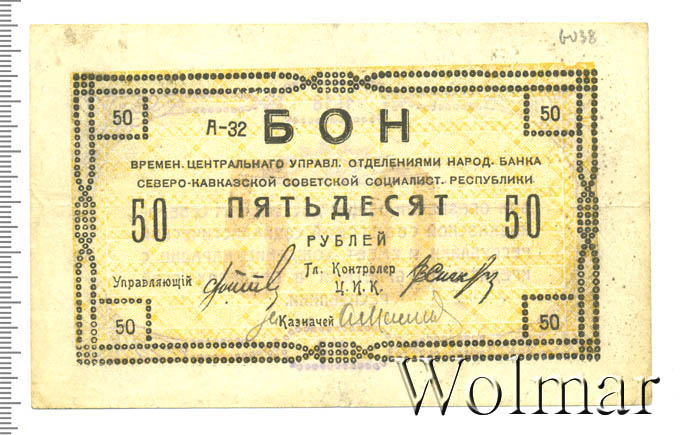 6038
50 50
А-32 БОН
ВРЕМЕН. ЦЕНТРАЛЬНАГО УПРАВЛ. ОТДЕЛЕНИЯМИ НАРОД. БАНКА
СЕВЕРО-КАВКАЗСКОЙ СОВЕТСКОЙ СОЦИАЛИСТ. РЕСПУБЛИКИ
50 ПЯТЬДЕСЯТ 50
РУБЛЕЙ
Управляющій Гл. Контролер
Ц. И. К.
Казначей
50 50
Wolmar